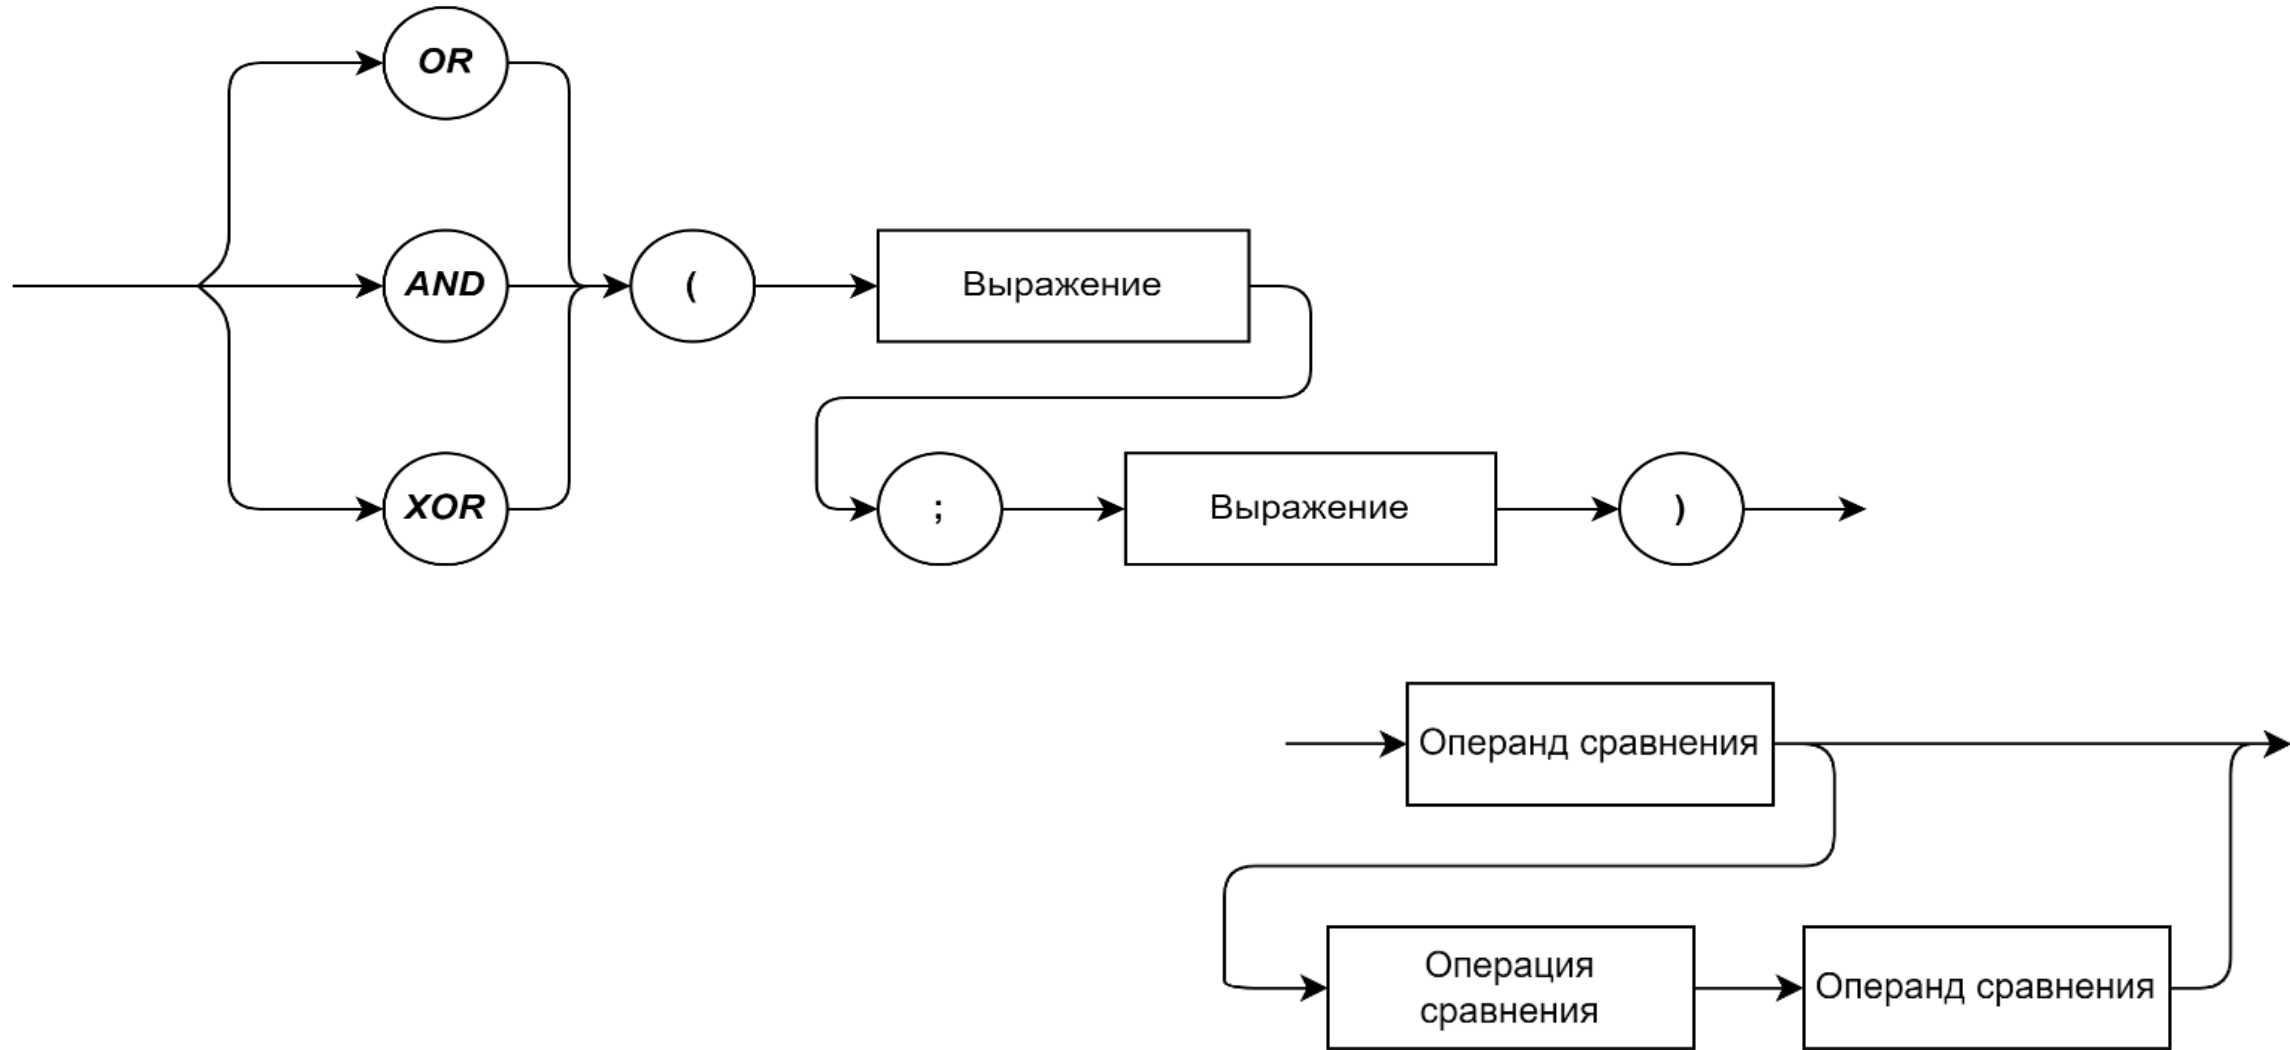 OR
AND
(
Выражение
XOR
;
Выражение
)
Операнд сравнения
Операция
сравнения
Операнд сравнения